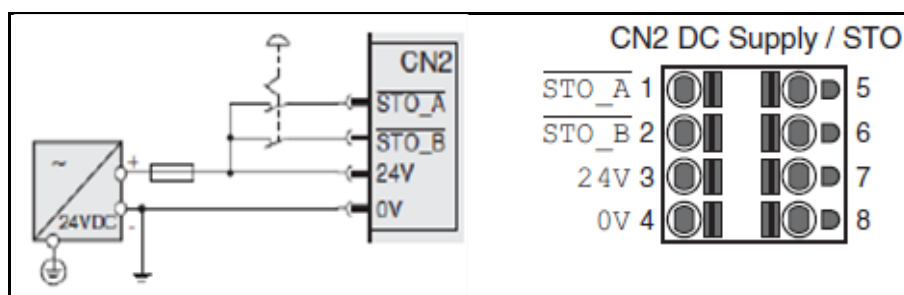 CN2
STO_A
STO_B
24V
0V
~
+
24VDC
-
CN2 DC Supply / STO
STO_A 1 5
STO_B 2 6
24V 3 7
0V 4 8